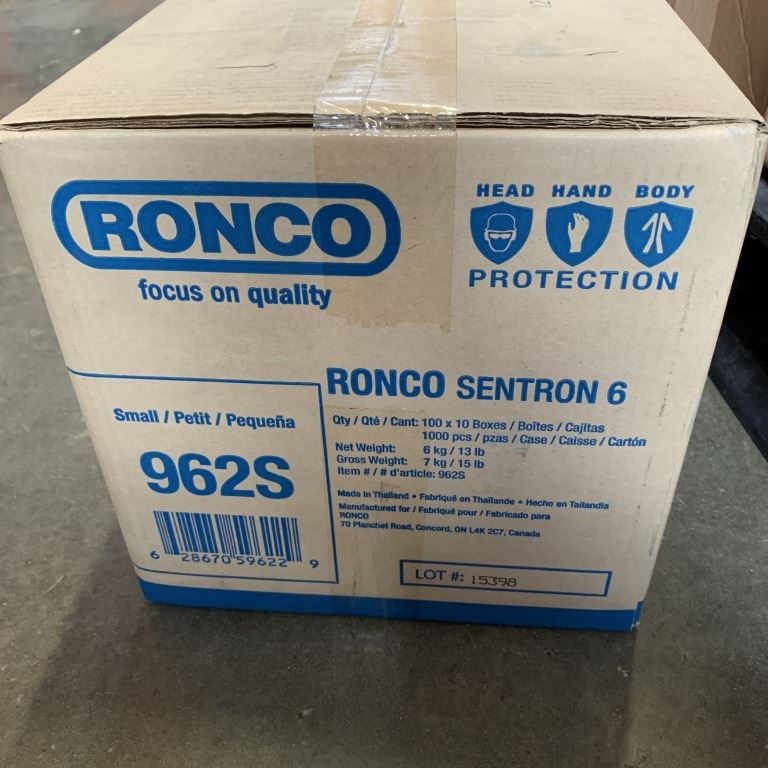 RONCO
focus on quality
HEAD HAND BODY
PROTECTION
RONCO SENTRON 6
Small / Petit / Pequeña
962S
6 28670 59622 9
Qty / Qté / Cant: 100 x 10 Boxes / Boîtes / Cajitas
1000 pcs / pzas / Case / Caisse / Cartón
Net Weight: 6 kg / 13 lb
Gross Weight: 7 kg / 15 lb
Item # / # d'article: 962S
Made in Thailand • Fabriqué en Thaïlande • Hecho en Tailandia
Manufactured for / Fabriqué pour / Fabricado para
RONCO
70 Planchet Road, Concord, ON L4K 2C7, Canada
LOT #: 15398